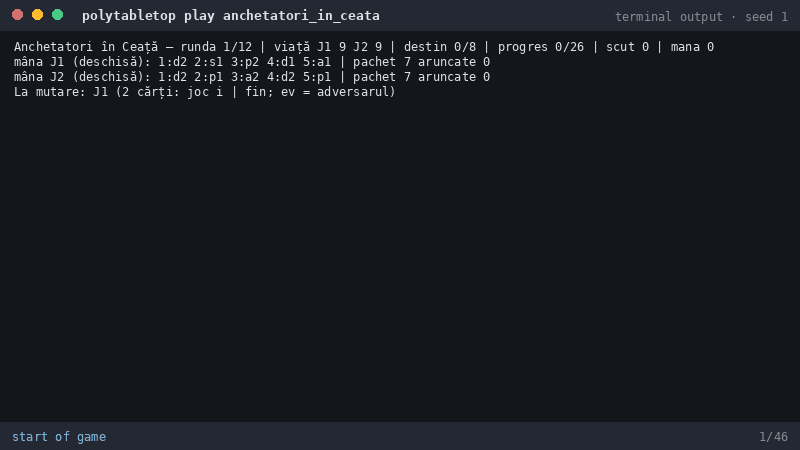 polytabletop play anchetatori_in_ceata
terminal output · seed 1
Anchetatori în Ceață — runda 1/12 | viață J1 9 J2 9 | destin 0/8 | progres 0/26 | scut 0 | mana 0
mâna J1 (deschisă): 1:d2 2:s1 3:p2 4:d1 5:a1 | pachet 7 aruncate 0
mâna J2 (deschisă): 1:d2 2:p1 3:a2 4:d2 5:p1 | pachet 7 aruncate 0
La mutare: J1 (2 cărți: joc i | fin; ev = adversarul)
start of game
1/46